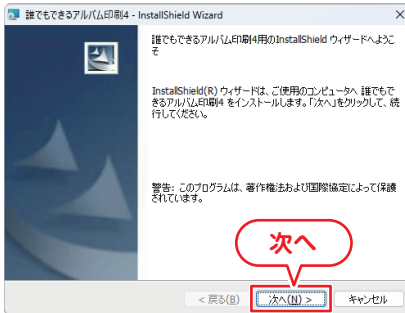 誰でもできるアルバム印刷4 - InstallShield Wizard
誰でもできるアルバム印刷4用のInstallShield ウィザードへようこ
そ
InstallShield(R) ウィザードは、ご使用のコンピュータへ 誰でもで
きるアルバム印刷4 をインストールします。「次へ」をクリックして、続
行してください。
警告: このプログラムは、著作権法および国際協定によって保護
されています。
次へ
< 戻る(B)
次へ(N) >
キャンセル